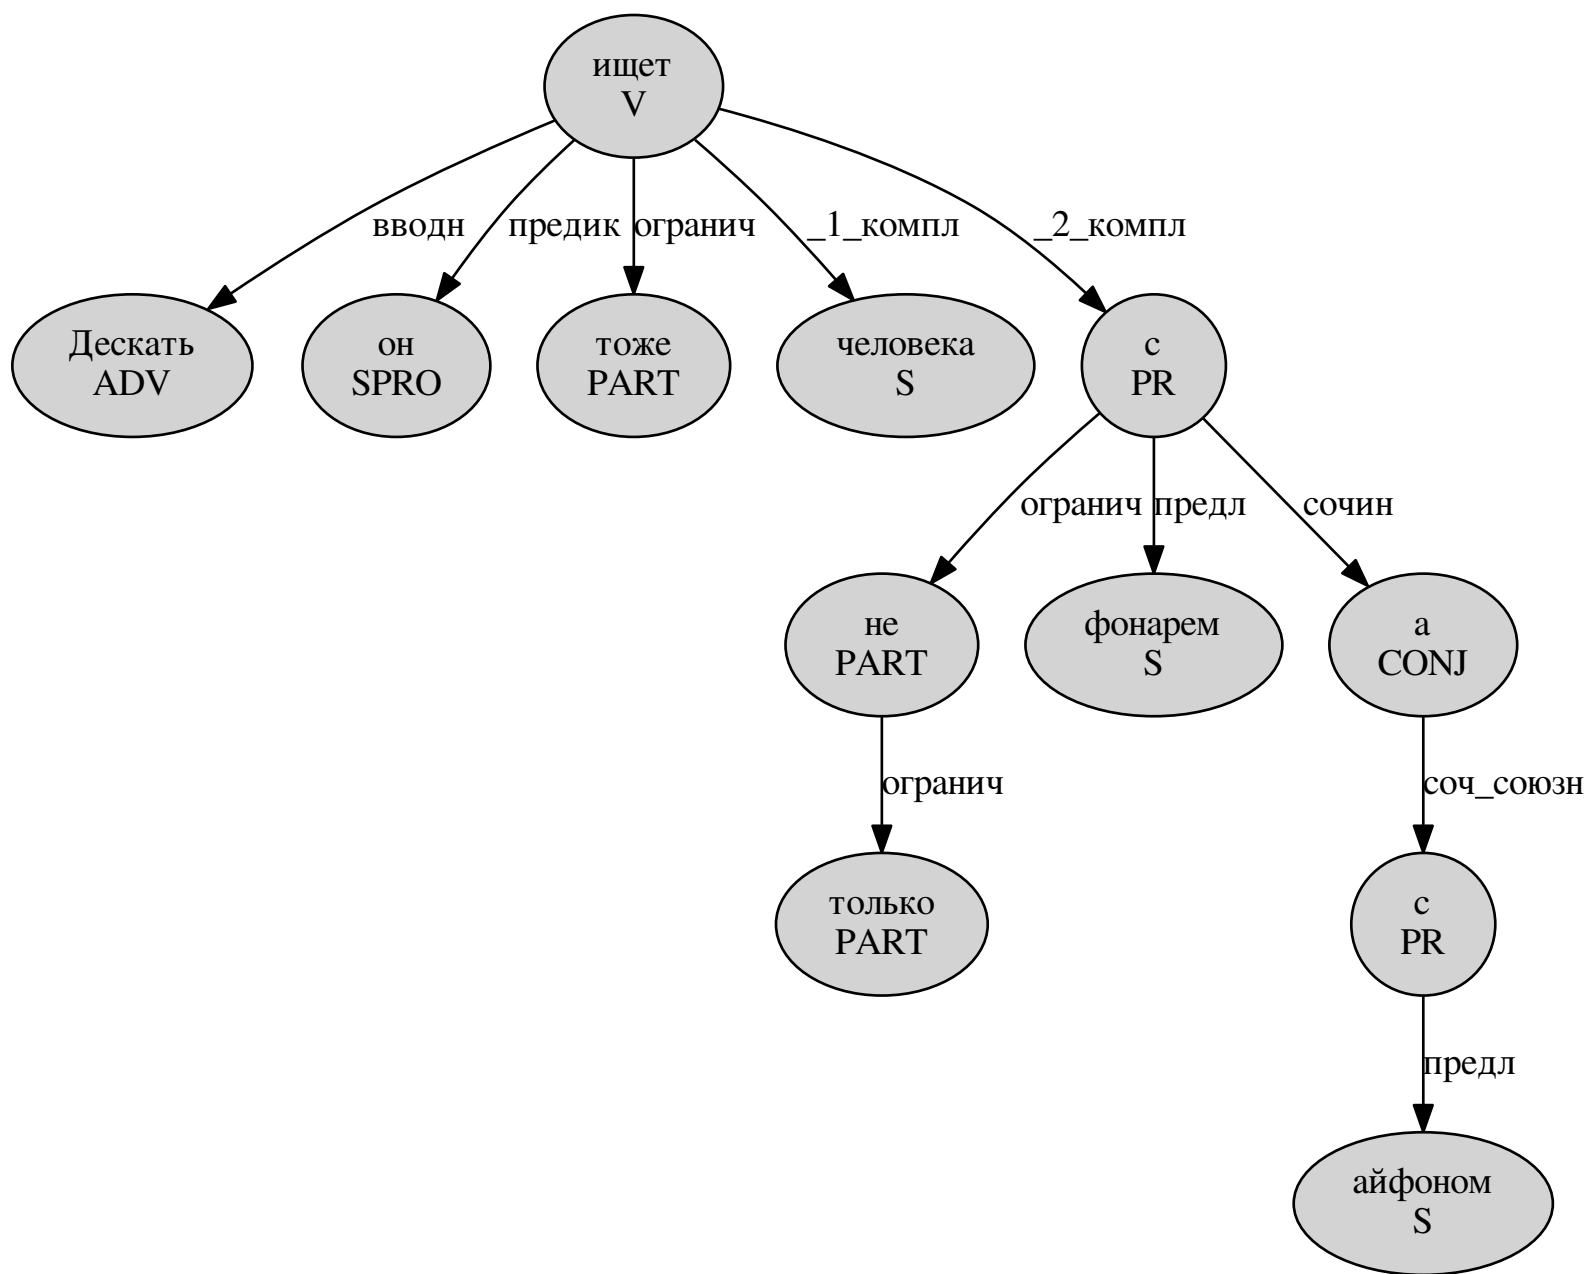 ищет
V
вводн
предик
огранич
_1_компл
_2_компл
Дескать
ADV
он
SPRO
тоже
PART
человека
S
с
PR
огранич
предл
сочин
не
PART
фонарем
S
а
CONJ
огранич
соч_союзн
только
PART
с
PR
предл
айфоном
S